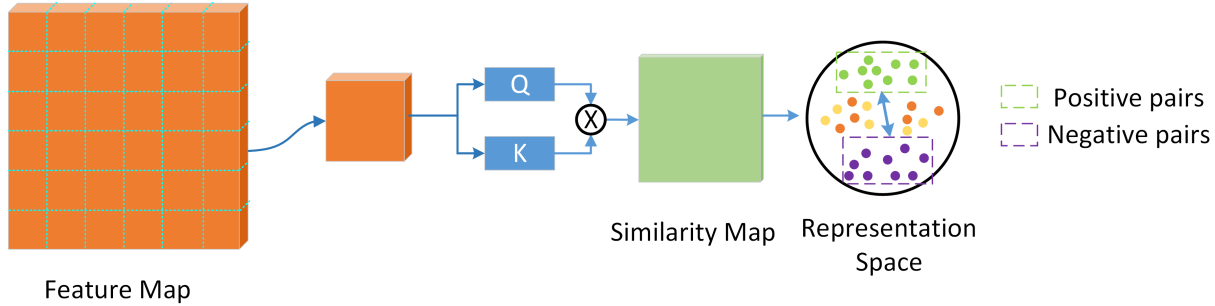 Q
X
K
Positive pairs
Negative pairs
Similarity Map
Representation
Space
Feature Map